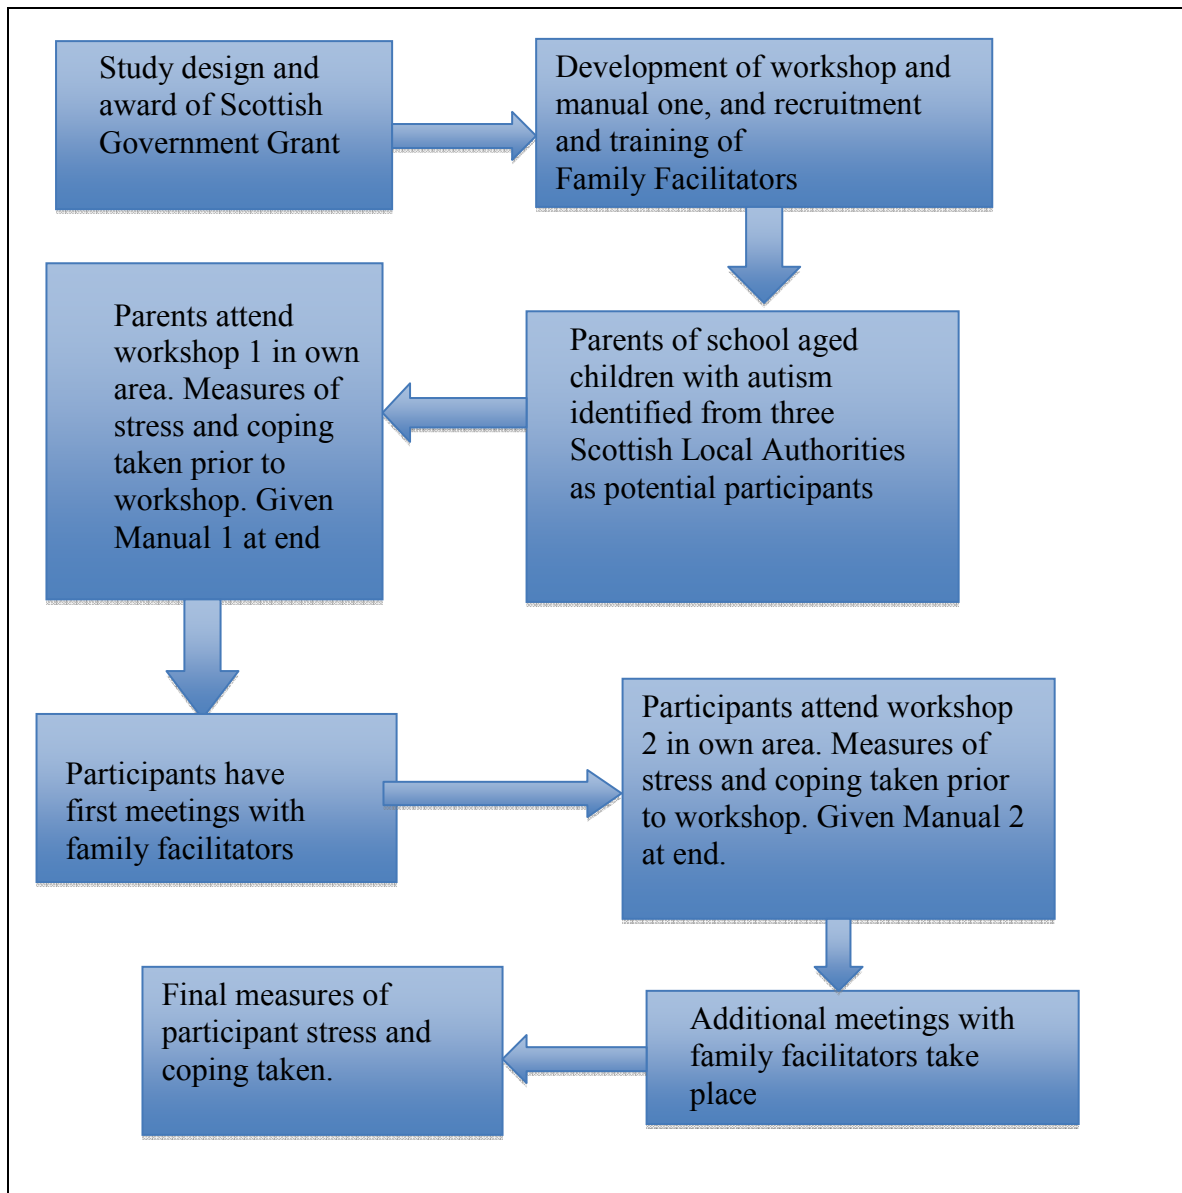 Study design and
award of Scottish
Government Grant
Development of workshop and
manual one, and recruitment
and training of
Family Facilitators
Parents of school aged
children with autism
identified from three
Scottish Local Authorities
as potential participants
Parents attend
workshop 1 in own
area. Measures of
stress and coping
taken prior to
workshop. Given
Manual 1 at end
Participants have
first meetings with
family facilitators
Participants attend workshop
2 in own area. Measures of
stress and coping taken prior
to workshop. Given Manual 2
at end.
Additional meetings with
family facilitators take
place
Final measures of
participant stress and
coping taken.